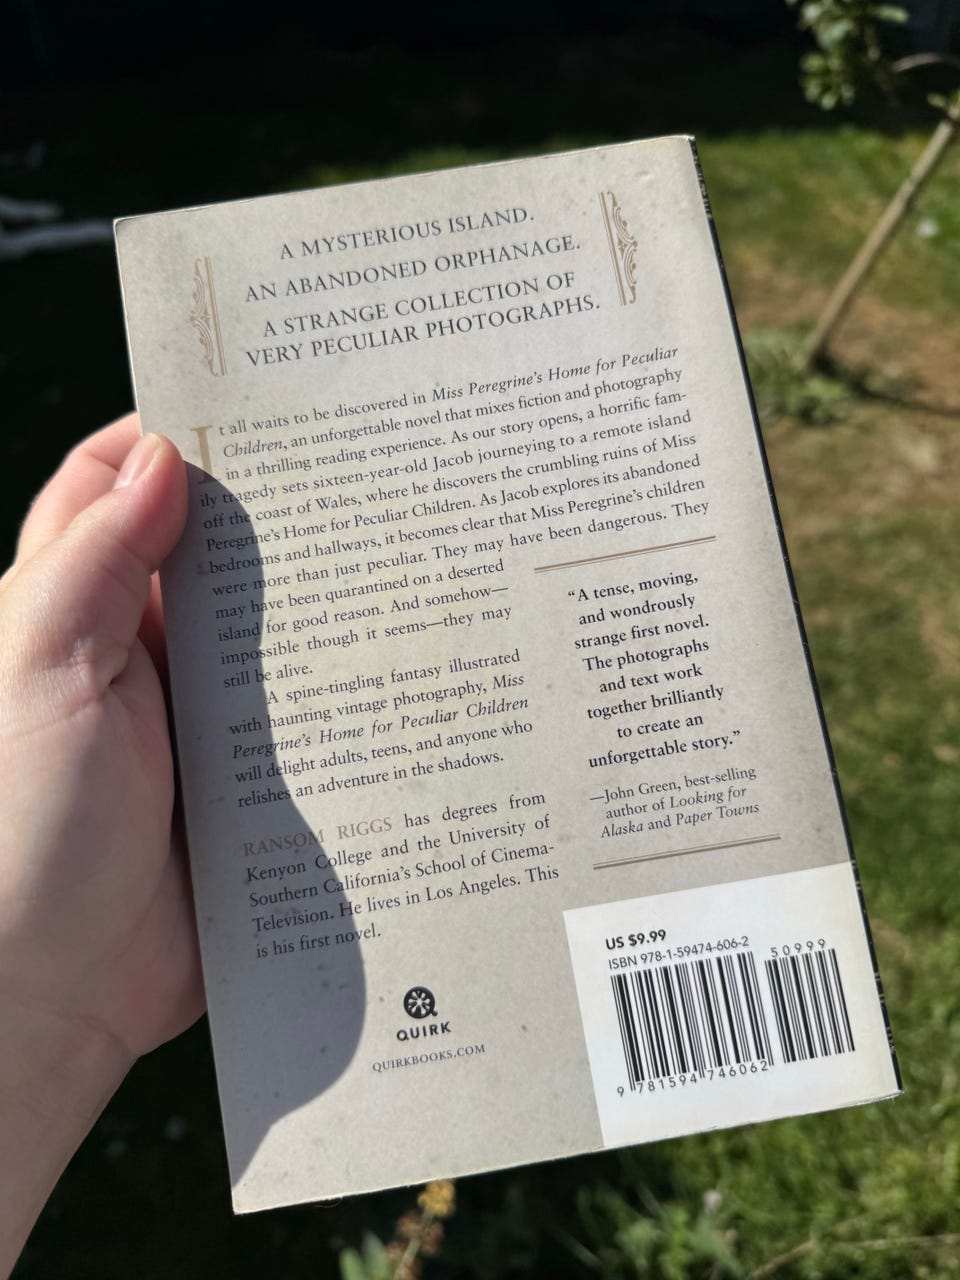 A MYSTERIOUS ISLAND.
AN ABANDONED ORPHANAGE.
A STRANGE COLLECTION OF
VERY PECULIAR PHOTOGRAPHS.
It all waits to be discovered in Miss Peregrine's Home for Peculiar
Children, an unforgettable novel that mixes fiction and photography
in a thrilling reading experience. As our story opens, a horrific fam-
ily tragedy sets sixteen-year-old Jacob journeying to a remote island
off the coast of Wales, where he discovers the crumbling ruins of Miss
Peregrine's Home for Peculiar Children. As Jacob explores its abandoned
bedrooms and hallways, it becomes clear that Miss Peregrine's children
were more than just peculiar. They may have been dangerous. They
may have been quarantined on a deserted
island for good reason. And somehow—
impossible though it seems—they may
still be alive.
A spine-tingling fantasy illustrated
with haunting vintage photography, Miss
Peregrine's Home for Peculiar Children
will delight adults, teens, and anyone who
relishes an adventure in the shadows.
"A tense, moving,
and wondrously
strange first novel.
The photographs
and text work
together brilliantly
to create an
unforgettable story."
—John Green, best-selling
author of Looking for
Alaska and Paper Towns
RANSOM RIGGS has degrees from
Kenyon College and the University of
Southern California's School of Cinema-
Television. He lives in Los Angeles. This
is his first novel.
QUIRK
QUIRKBOOKS.COM
US $9.99
ISBN 978-1-59474-606-2
50999
9 781594 746062